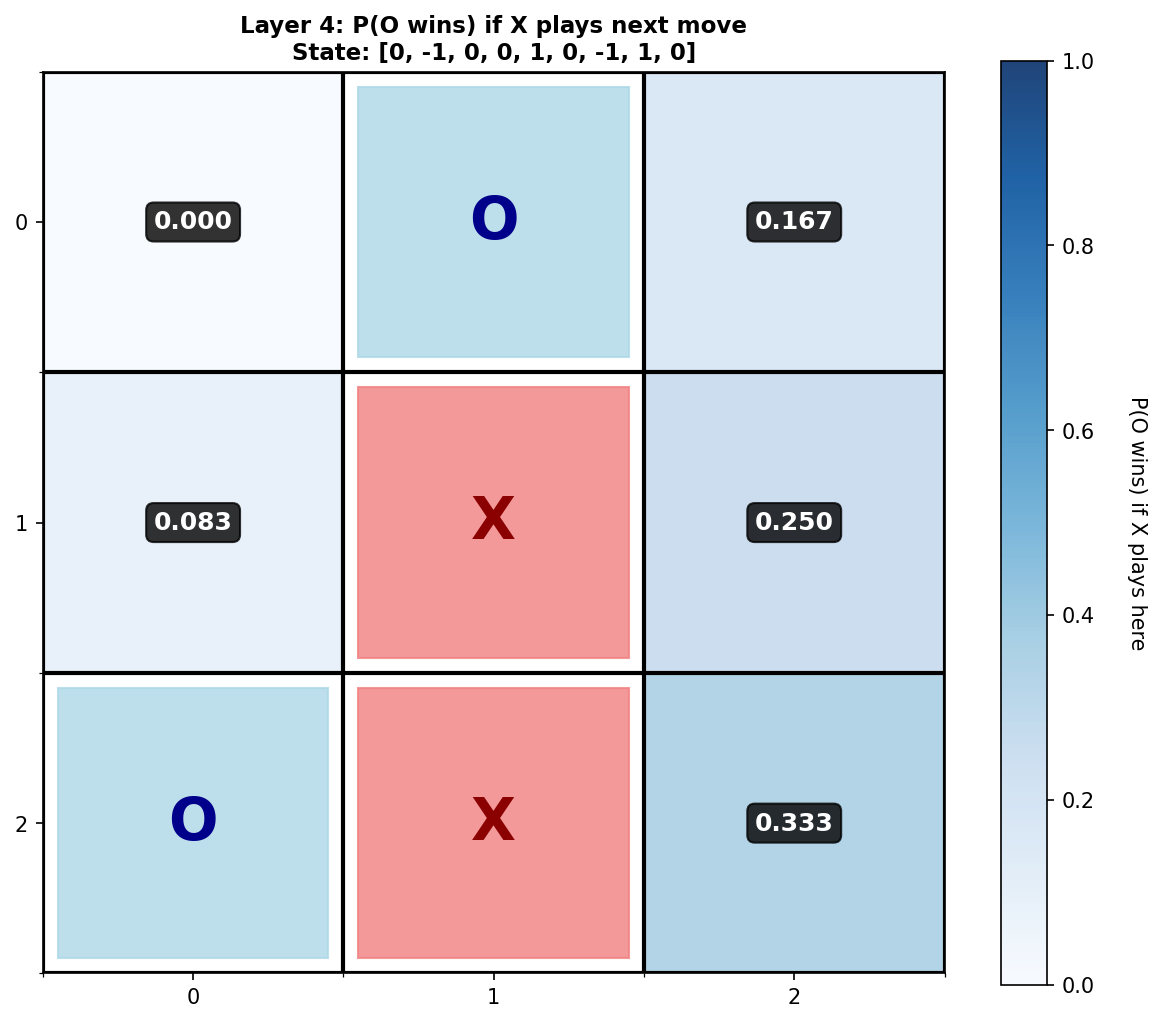 Layer 4: P(O wins) if X plays next move
State: [0, -1, 0, 0, 1, 0, -1, 1, 0]
0
0.000
O
0.167
1
0.083
X
0.250
2
O
X
0.333
0
1
2
1.0
0.8
0.6
0.4
0.2
0.0
P(O wins) if X plays here